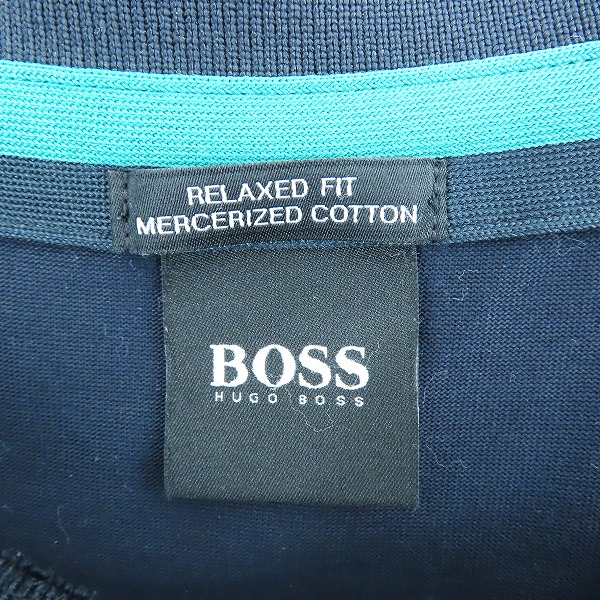 RELAXED FIT
MERCERIZED COTTON
BOSS
HUGO BOSS